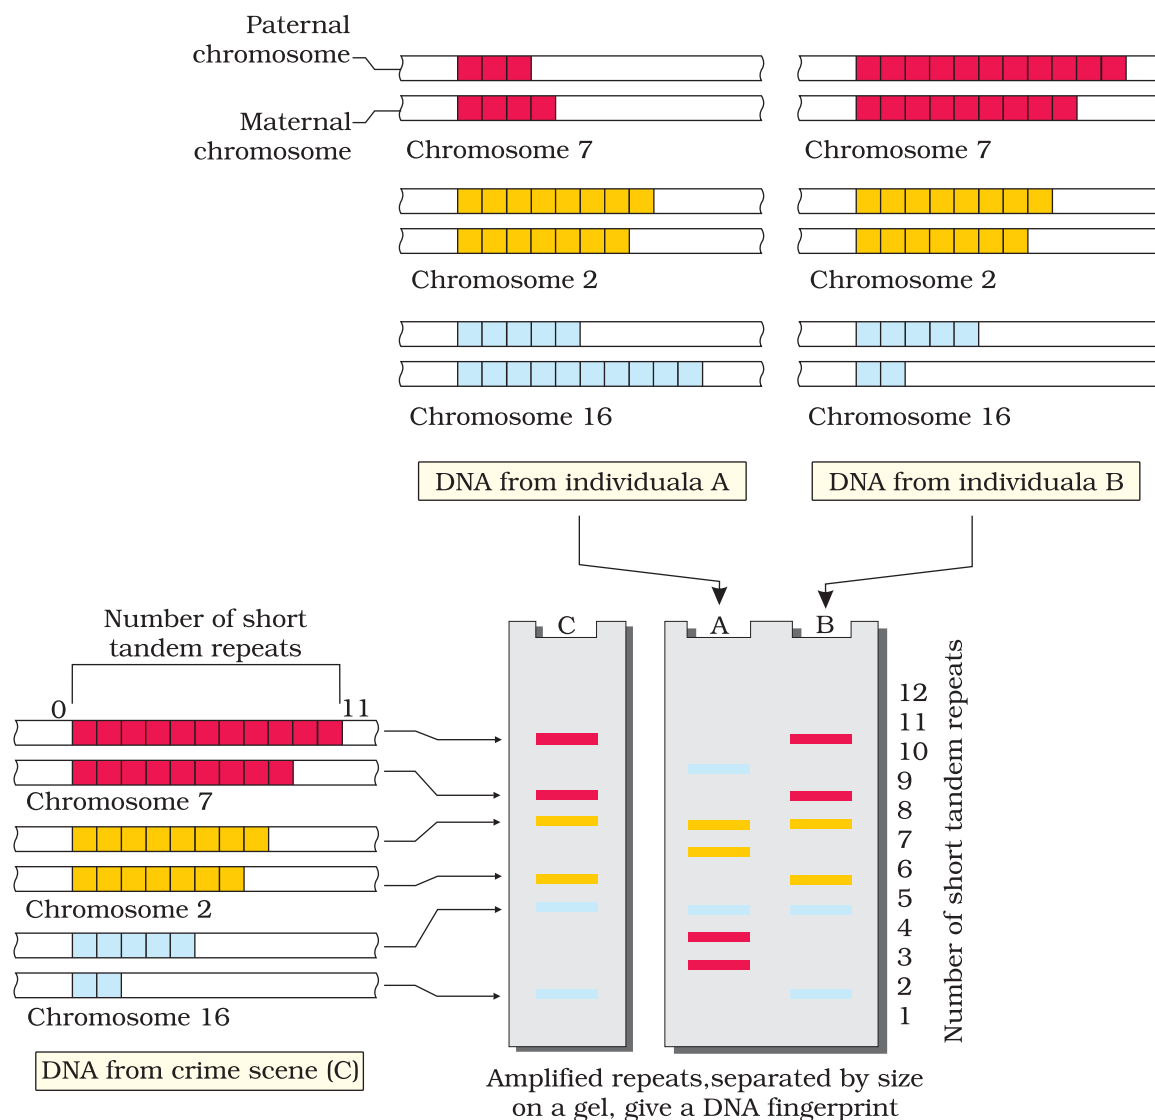 Paternal
chromosome
Maternal
chromosome
Chromosome 7
Chromosome 7
Chromosome 2
Chromosome 2
Chromosome 16
Chromosome 16
DNA from individuala A
DNA from individuala B
Number of short
tandem repeats
0
11
Chromosome 7
Chromosome 2
Chromosome 16
DNA from crime scene (C)
C
A
B
12
11
10
9
8
7
6
5
4
3
2
1
Number of short tandem repeats
Amplified repeats,separated by size
on a gel, give a DNA fingerprint